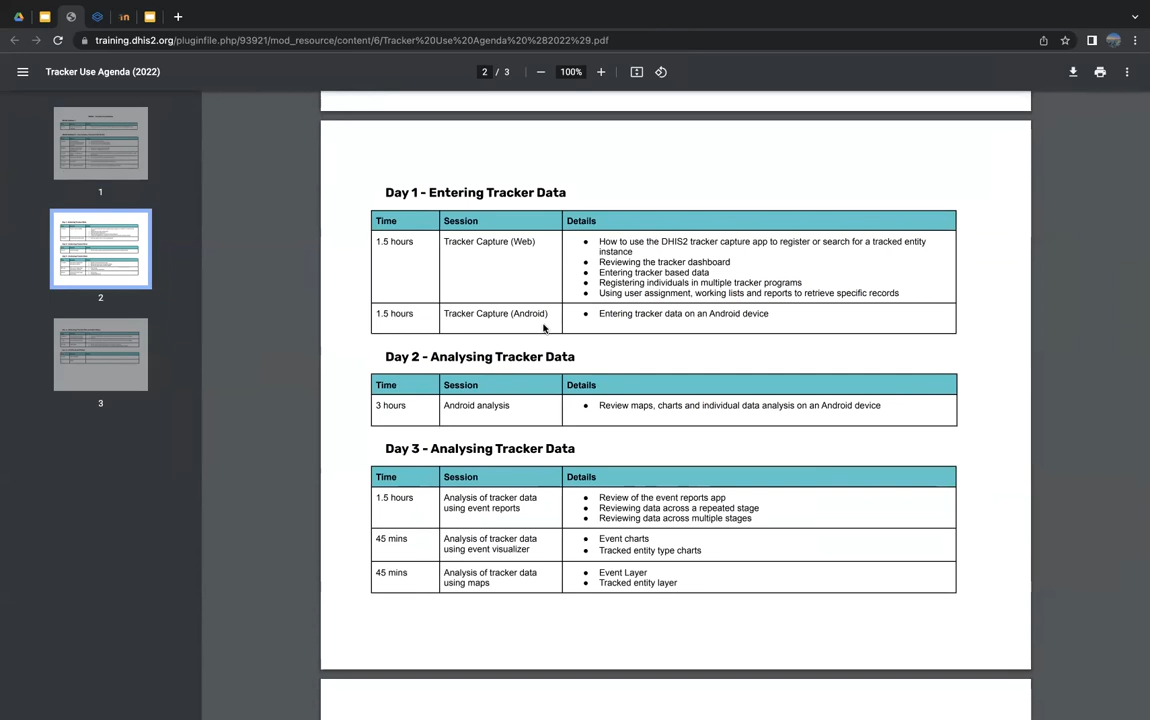 training.dhis2.org/pluginfile.php/93921/mod_resource/content/6/Tracker%20Use%20Agenda%20%282022%29.pdf
Tracker Use Agenda (2022)
2 / 3
100%
1
2
3
Day 1 - Entering Tracker Data
Time Session Details
1.5 hours Tracker Capture (Web)
● How to use the DHIS2 tracker capture app to register or search for a tracked entity
instance
● Reviewing the tracker dashboard
● Entering tracker based data
● Registering individuals in multiple tracker programs
● Using user assignment, working lists and reports to retrieve specific records
1.5 hours Tracker Capture (Android)
● Entering tracker data on an Android device
Day 2 - Analysing Tracker Data
Time Session Details
3 hours Android analysis
● Review maps, charts and individual data analysis on an Android device
Day 3 - Analysing Tracker Data
Time Session Details
1.5 hours
Analysis of tracker data
using event reports
● Review of the event reports app
● Reviewing data across a repeated stage
● Reviewing data across multiple stages
45 mins
Analysis of tracker data
using event visualizer
● Event charts
● Tracked entity type charts
45 mins
Analysis of tracker data
using maps
● Event Layer
● Tracked entity layer